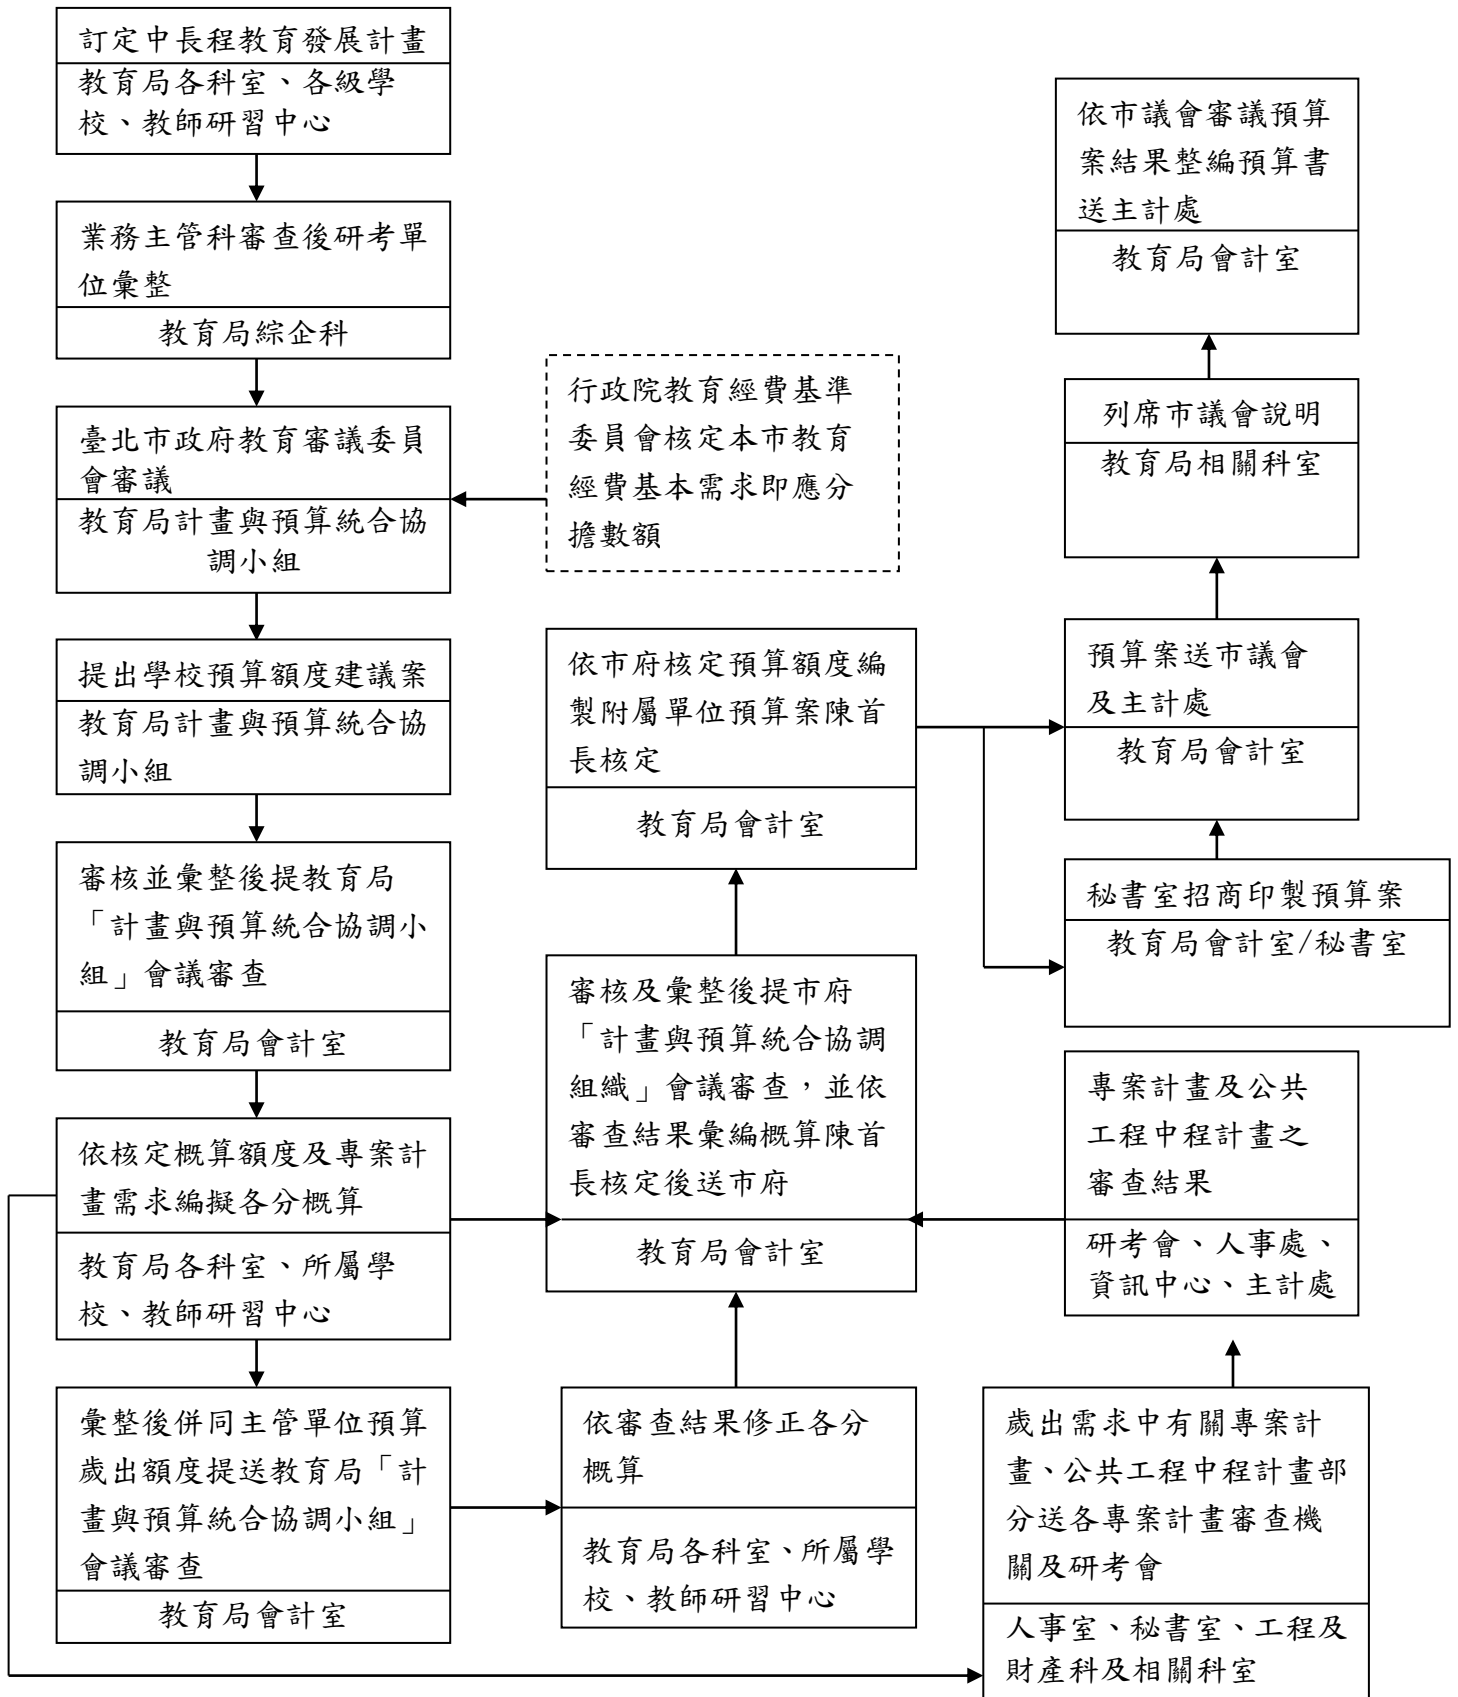 訂定中長程教育發展計畫
教育局各科室、各級學
校、教師研習中心
業務主管科審查後研考單
位彙整
教育局綜企科
臺北市政府教育審議委員
會審議
教育局計畫與預算統合協
調小組
提出學校預算額度建議案
教育局計畫與預算統合協
調小組
審核並彙整後提教育局
「計畫與預算統合協調小
組」會議審查
教育局會計室
依核定概算額度及專案計
畫需求編擬各分概算
教育局各科室、所屬學
校、教師研習中心
彙整後併同主管單位預算
歲出額度提送教育局「計
畫與預算統合協調小組」
會議審查
教育局會計室
行政院教育經費基準
委員會核定本市教育
經費基本需求即應分
擔數額
依市府核定預算額度編
製附屬單位預算案陳首
長核定
教育局會計室
審核及彙整後提市府
「計畫與預算統合協調
組織」會議審查，並依
審查結果彙編概算陳首
長核定後送市府
教育局會計室
依審查結果修正各分
概算
教育局各科室、所屬學
校、教師研習中心
依市議會審議預算
案結果整編預算書
送主計處
教育局會計室
列席市議會說明
教育局相關科室
預算案送市議會
及主計處
教育局會計室
秘書室招商印製預算案
教育局會計室/秘書室
專案計畫及公共
工程中程計畫之
審查結果
研考會、人事處、
資訊中心、主計處
歲出需求中有關專案計
畫、公共工程中程計畫部
分送各專案計畫審查機
關及研考會
人事室、秘書室、工程及
財產科及相關科室